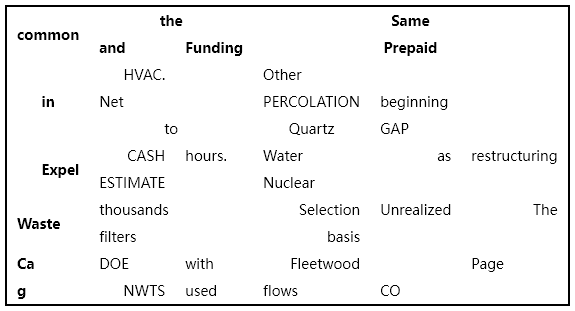 the Same
common
and Funding Prepaid
HVAC. Other
in Net PERCOLATION beginning
to Quartz GAP
CASH hours. Water as restructuring
Expel
ESTIMATE Nuclear
thousands Selection Unrealized The
Waste
filters basis
Ca DOE with Fleetwood Page
g NWTS used flows CO